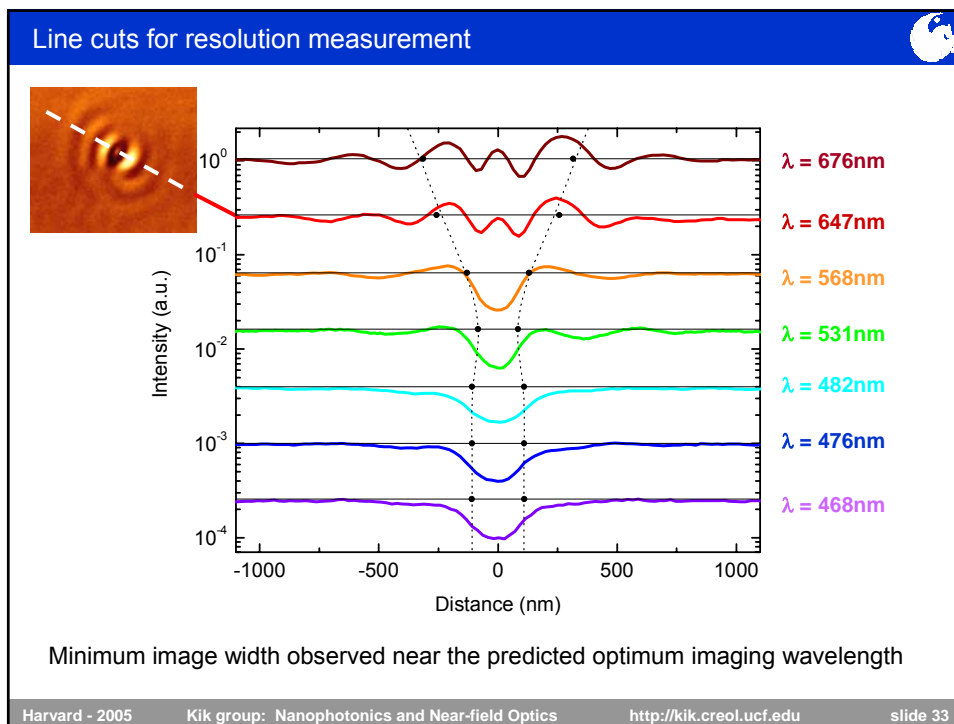 Line cuts for resolution measurement
10⁰
10⁻¹
10⁻²
10⁻³
10⁻⁴
Intensity (a.u.)
λ = 676nm
λ = 647nm
λ = 568nm
λ = 531nm
λ = 482nm
λ = 476nm
λ = 468nm
-1000 -500 0 500 1000
Distance (nm)
Minimum image width observed near the predicted optimum imaging wavelength
Harvard - 2005 Kik group: Nanophotonics and Near-field Optics http://kik.creol.ucf.edu slide 33